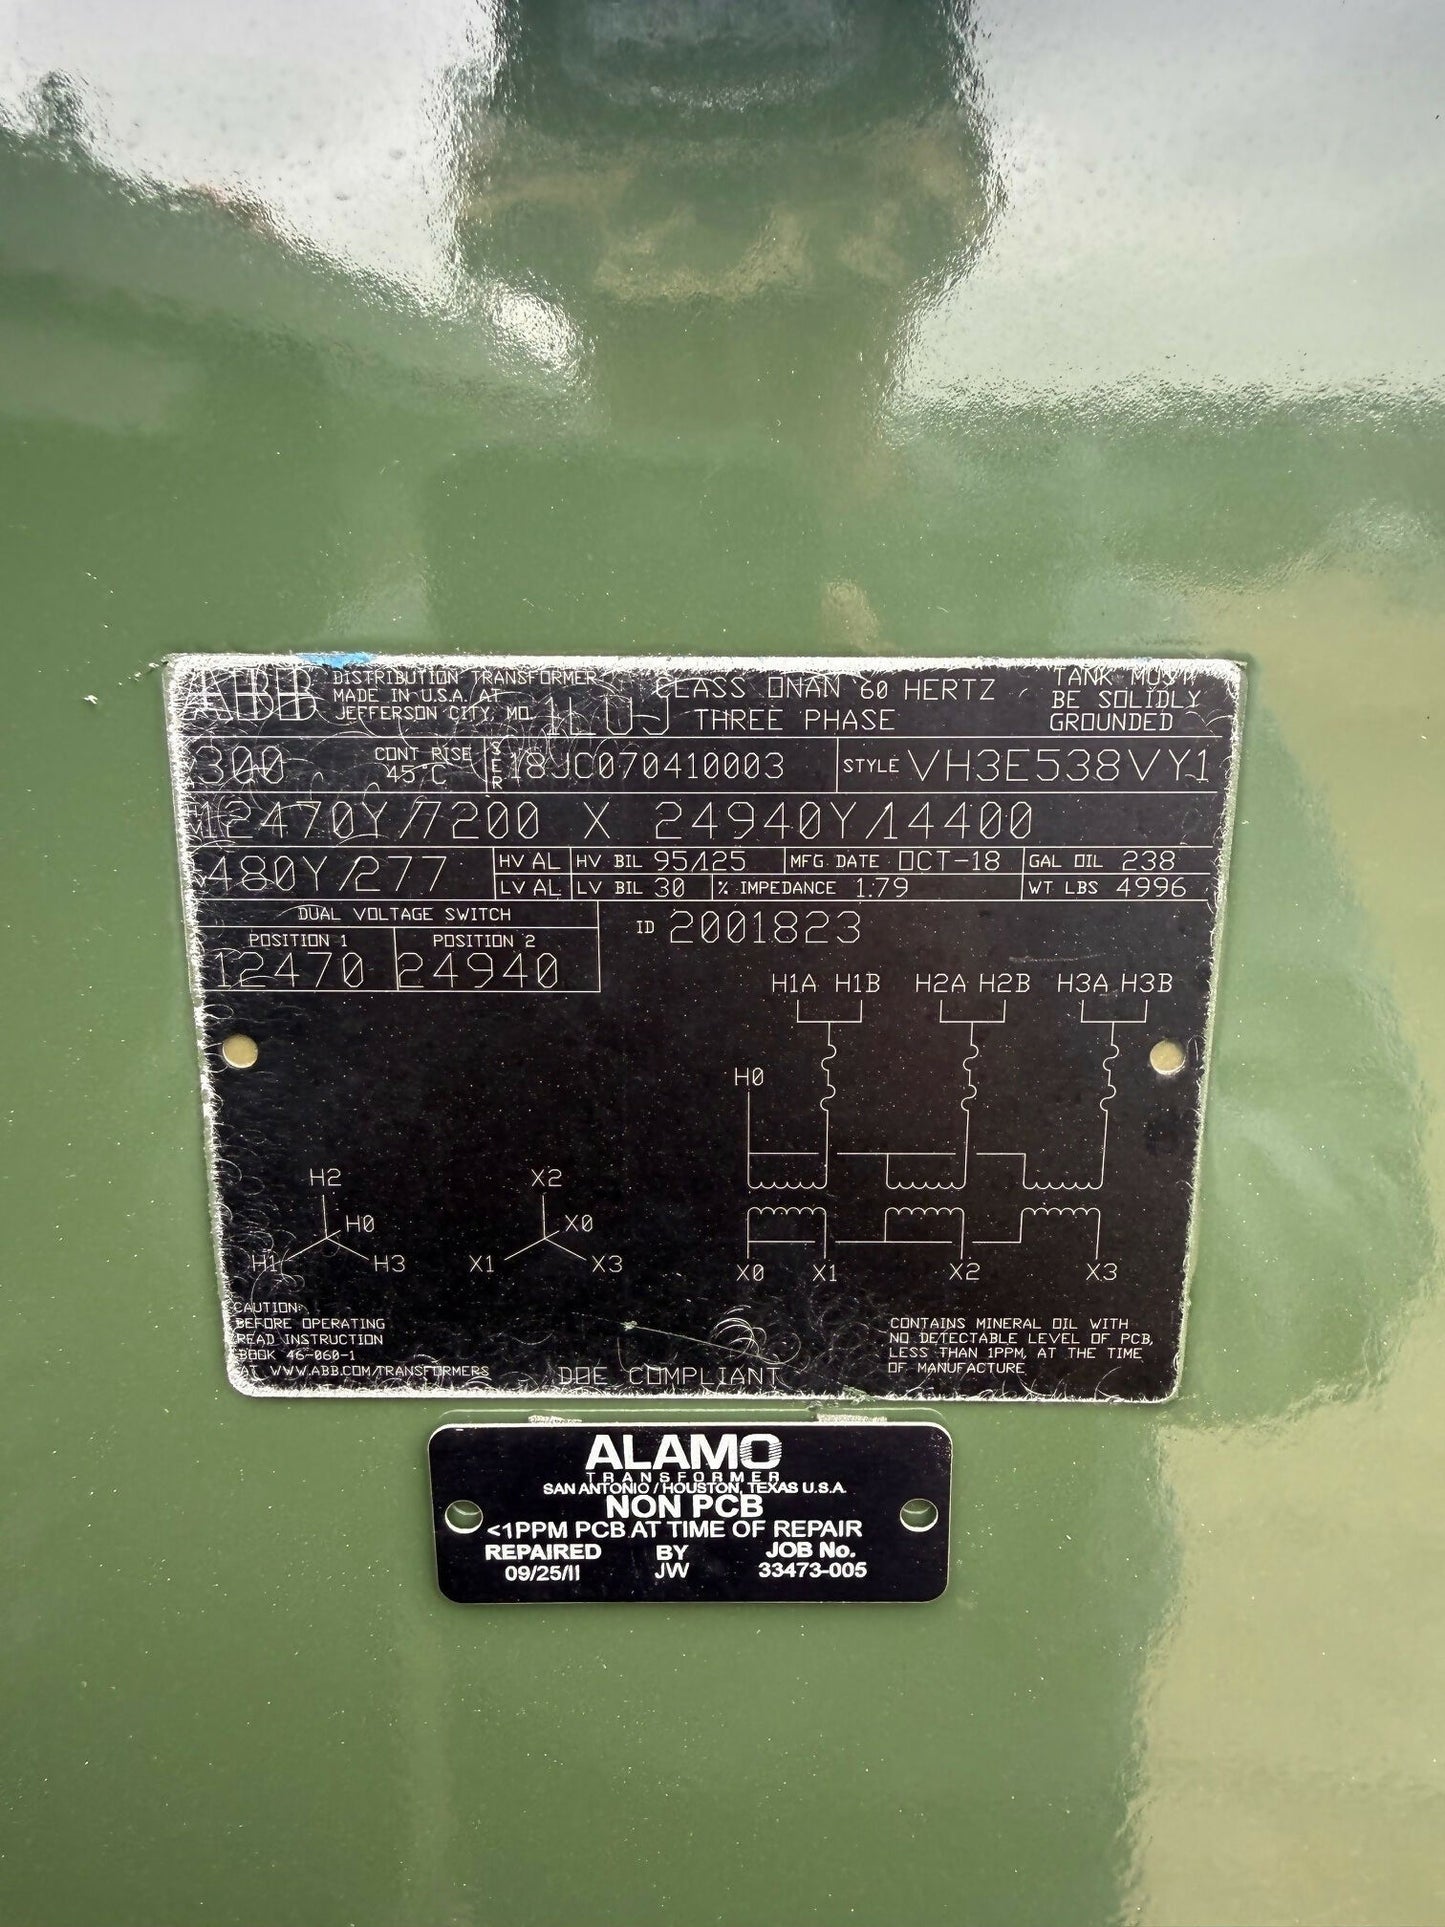 ABB DISTRIBUTION TRANSFORMER
MADE IN U.S.A. AT
JEFFERSON CITY, MO.
CLASS ONAN 60 HERTZ
THREE PHASE
TANK MUST
BE SOLIDLY
GROUNDED
300 CONT RISE 45°C SER 18JC070410003 STYLE VH3E538VY1
12470Y/7200 X 24940Y/14400
480Y/277 HV AL HV BIL 95/125 MFG. DATE OCT-18 GAL OIL 238
LV AL LV BIL 30 % IMPEDANCE 1.79 WT LBS 4996
DUAL VOLTAGE SWITCH
ID 2001823
POSITION 1 POSITION 2
12470 24940
H1A H1B H2A H2B H3A H3B
H0
H2
H0
H1 H3
X2
X0
X1 X3
X0 X1 X2 X3
CAUTION:
BEFORE OPERATING
READ INSTRUCTION
BOOK 46-060-1
AT WWW.ABB.COM/TRANSFORMERS
DOE COMPLIANT
CONTAINS MINERAL OIL WITH
NO DETECTABLE LEVEL OF PCB,
LESS THAN 1PPM, AT THE TIME
OF MANUFACTURE
ALAMO
TRANSFORMER
SAN ANTONIO / HOUSTON, TEXAS U.S.A.
NON PCB
<1PPM PCB AT TIME OF REPAIR
REPAIRED BY JOB No.
09/25/II JW 33473-005